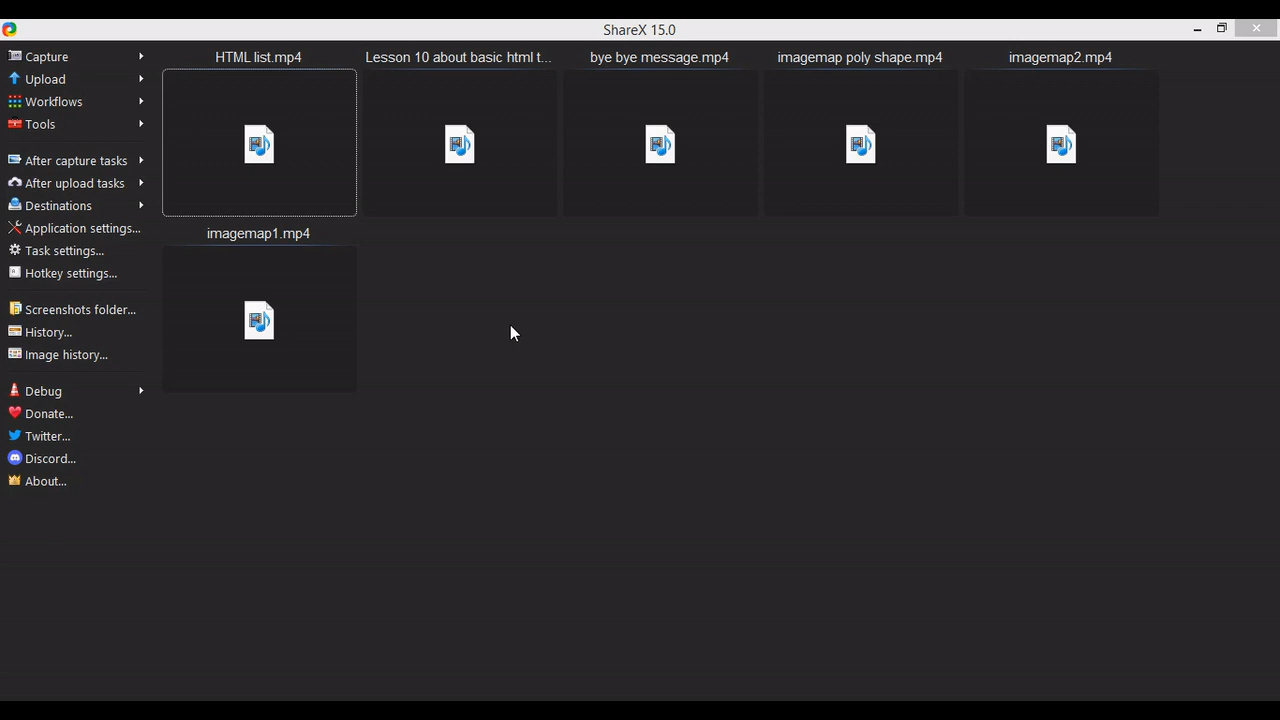 ShareX 15.0
Capture
Upload
Workflows
Tools
After capture tasks
After upload tasks
Destinations
Application settings...
Task settings...
Hotkey settings...
Screenshots folder...
History...
Image history...
Debug
Donate...
Twitter...
Discord...
About...
HTML list.mp4
Lesson 10 about basic html t...
bye bye message.mp4
imagemap poly shape.mp4
imagemap2.mp4
imagemap1.mp4